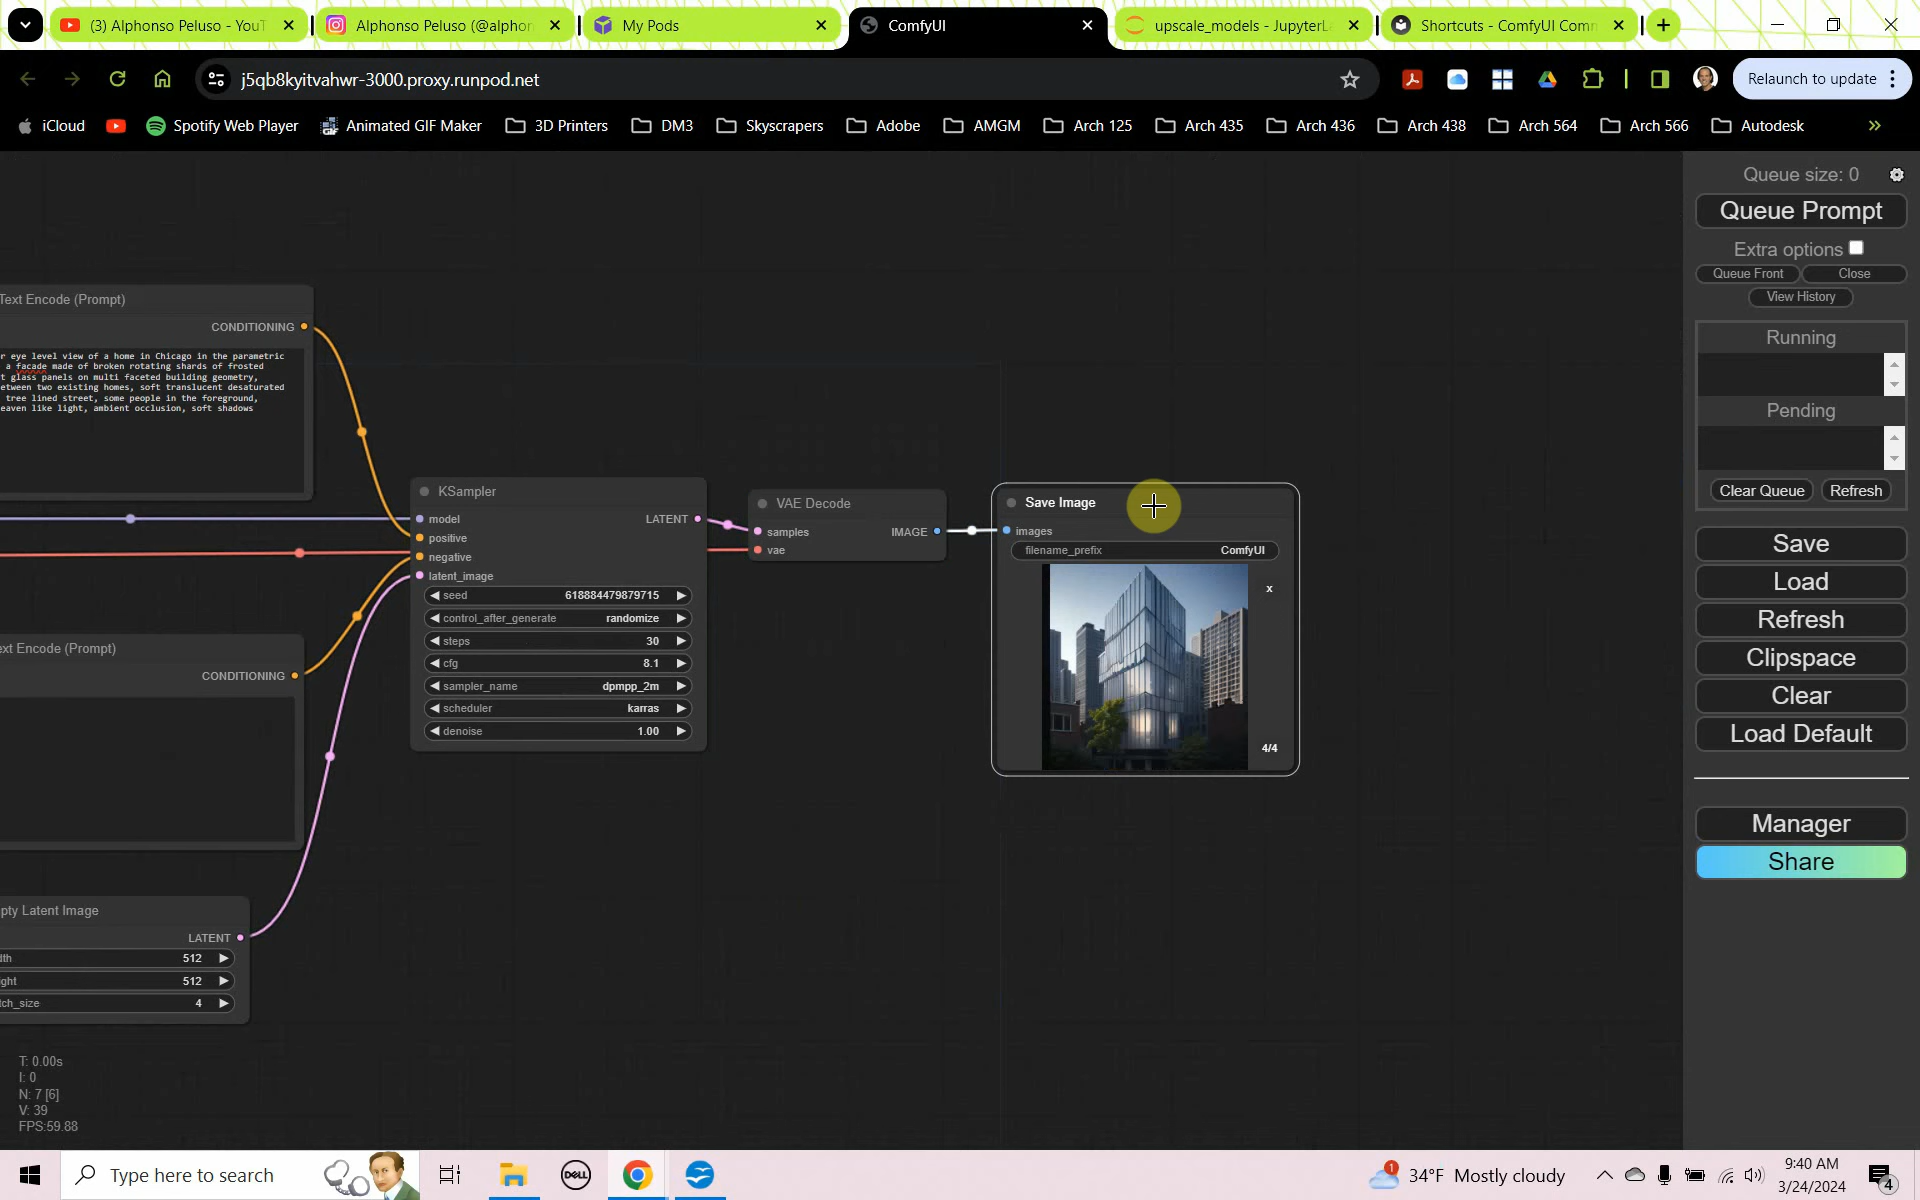 (3) Alphonso Peluso - YouT
Alphonso Peluso (@alphon
My Pods
ComfyUI
upscale_models - JupyterL
Shortcuts - ComfyUI Comm
j5qb8kyitvahwr-3000.proxy.runpod.net
Relaunch to update
iCloud
Spotify Web Player
Animated GIF Maker
3D Printers
DM3
Skyscrapers
Adobe
AMGM
Arch 125
Arch 435
Arch 436
Arch 438
Arch 564
Arch 566
Autodesk
»
Queue size: 0
Queue Prompt
Extra options
Queue Front
Close
View History
Running
Pending
Clear Queue
Refresh
Save
Load
Refresh
Clipspace
Clear
Load Default
Manager
Share
Text Encode (Prompt)
CONDITIONING
r eye level view of a home in Chicago in the parametric
a facade made of broken rotating shards of frosted
t glass panels on multi faceted building geometry,
etween two existing homes, soft translucent desaturated
tree lined street, some people in the foreground,
eaven like light, ambient occlusion, soft shadows
ext Encode (Prompt)
CONDITIONING
pty Latent Image
LATENT
dth 512
ight 512
tch_size 4
KSampler
model LATENT
positive
negative
latent_image
seed 618884479879715
control_after_generate randomize
steps 30
cfg 8.1
sampler_name dpmpp_2m
scheduler karras
denoise 1.00
VAE Decode
samples IMAGE
vae
Save Image
images
filename_prefix ComfyUI
x
4/4
T: 0.00s
I: 0
N: 7 [6]
V: 39
FPS:59.88
Type here to search
DELL
1
34°F Mostly cloudy
9:40 AM
3/24/2024
4